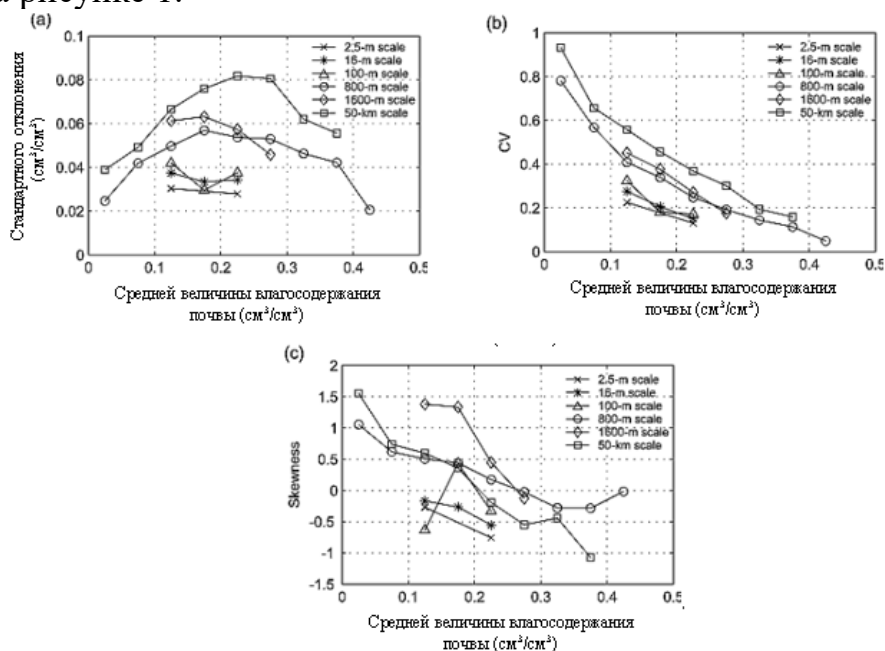 а рисунке 1.
(a)
Стандартного отклонения
(см³/см³)
0.1
0.08
0.06
0.04
0.02
0
2.5-m scale
16-m scale
100-m scale
800-m scale
1600-m scale
50-km scale
0 0.1 0.2 0.3 0.4 0.5
Средней величины влагосодержания
почвы (см³/см³)
(b)
CV
1
0.8
0.6
0.4
0.2
0
2.5-m scale
16-m scale
100-m scale
800-m scale
1600-m scale
50-km scale
0 0.1 0.2 0.3 0.4 0.5
Средней величины влагосодержания
почвы (см³/см³)
(c)
Skewness
2
1.5
1
0.5
0
-0.5
-1
-1.5
2.5-m scale
16-m scale
100-m scale
800-m scale
1600-m scale
50-km scale
0 0.1 0.2 0.3 0.4 0.5
Средней величины влагосодержания
почвы (см³/см³)